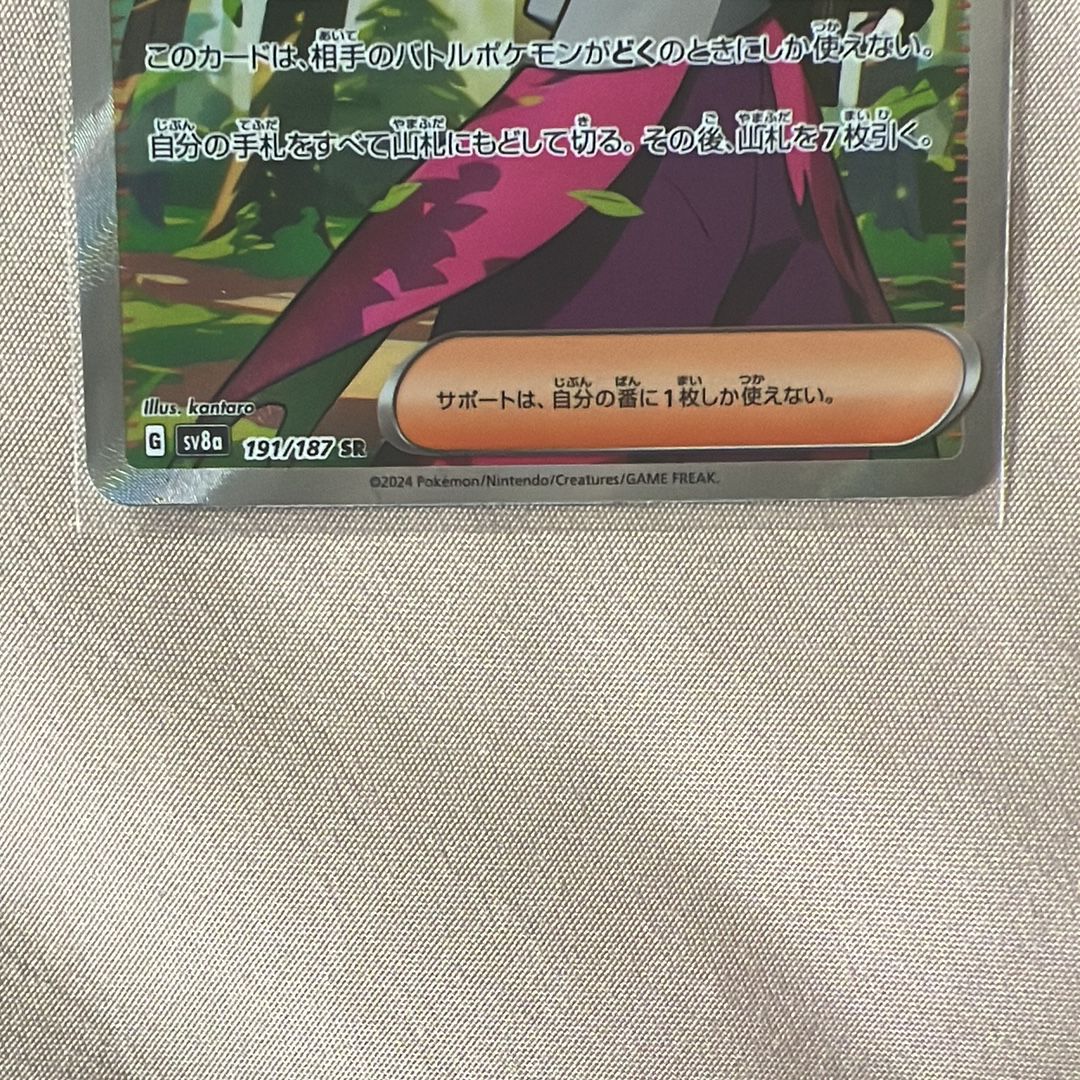 このカードは、相手のバトルポケモンがどくのときにしか使えない。
自分の手札をすべて山札にもどして切る。その後、山札を7枚引く。
サポートは、自分の番に1枚しか使えない。
Illus. kantaro
G sv8a 191/187 SR
©2024 Pokémon/Nintendo/Creatures/GAME FREAK.